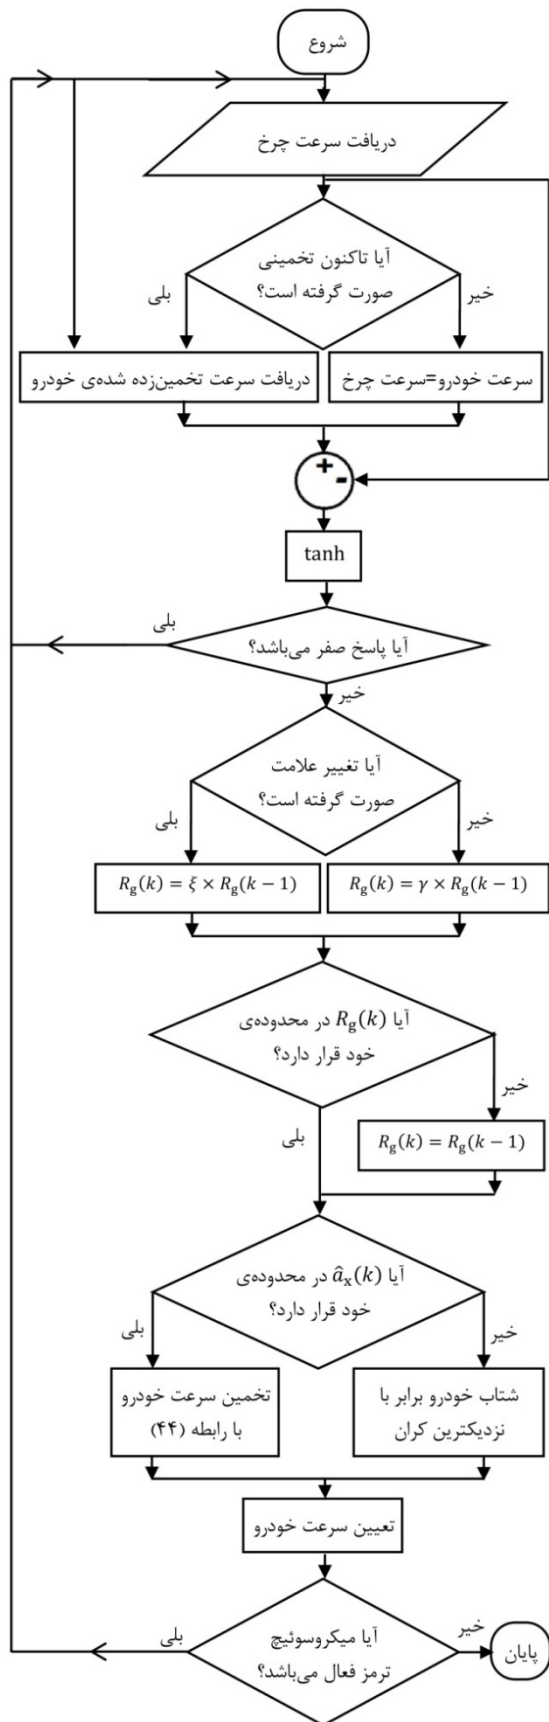 شروع
دریافت سرعت چرخ
آیا تاکنون تخمینی
صورت گرفته است؟
بلی
خیر
دریافت سرعت تخمین‌زده شده‌ی خودرو
سرعت خودرو=سرعت چرخ
+
-
tanh
آیا پاسخ صفر می‌باشد؟
بلی
خیر
آیا تغییر علامت
صورت گرفته است؟
بلی
خیر
R_g(k) = ξ × R_g(k − 1)
R_g(k) = γ × R_g(k − 1)
آیا R_g(k) در محدوده‌ی
خود قرار دارد؟
خیر
بلی
R_g(k) = R_g(k − 1)
آیا â_x(k) در محدوده‌ی
خود قرار دارد؟
بلی
خیر
تخمین سرعت خودرو
با رابطه (۴۴)
شتاب خودرو برابر با
نزدیکترین کران
تعیین سرعت خودرو
آیا میکروسوئیچ
ترمز فعال می‌باشد؟
بلی
خیر
پایان